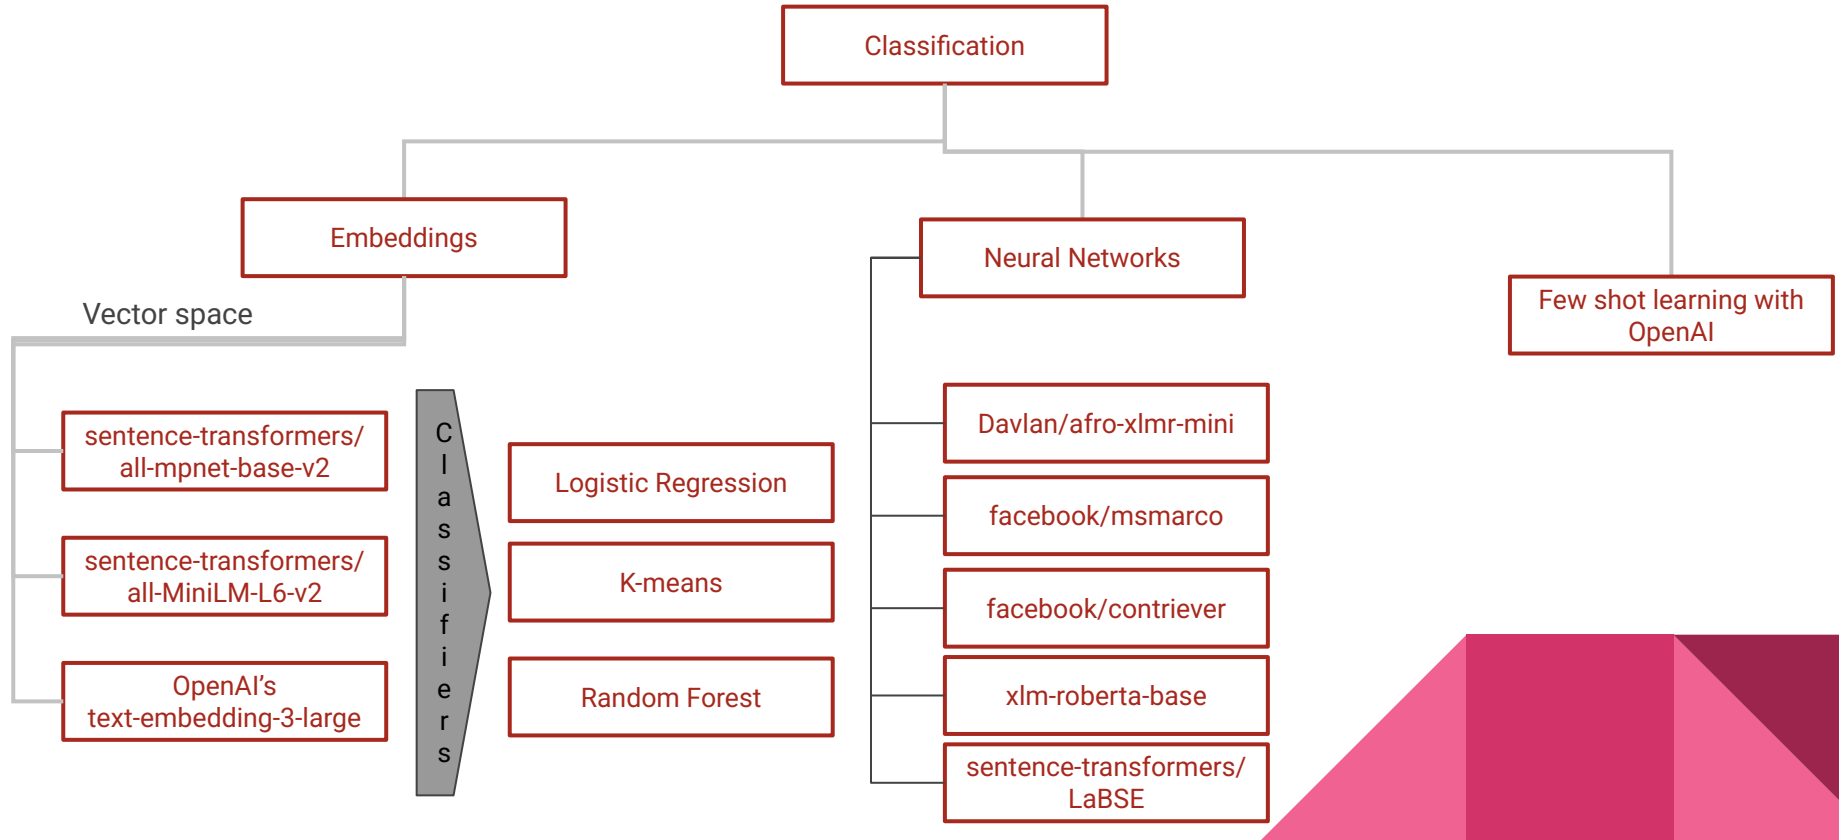 Classification
Embeddings
Vector space
sentence-transformers/
all-mpnet-base-v2
sentence-transformers/
all-MiniLM-L6-v2
OpenAI’s
text-embedding-3-large
Classifiers
Logistic Regression
K-means
Random Forest
Neural Networks
Davlan/afro-xlmr-mini
facebook/msmarco
facebook/contriever
xlm-roberta-base
sentence-transformers/
LaBSE
Few shot learning with
OpenAI